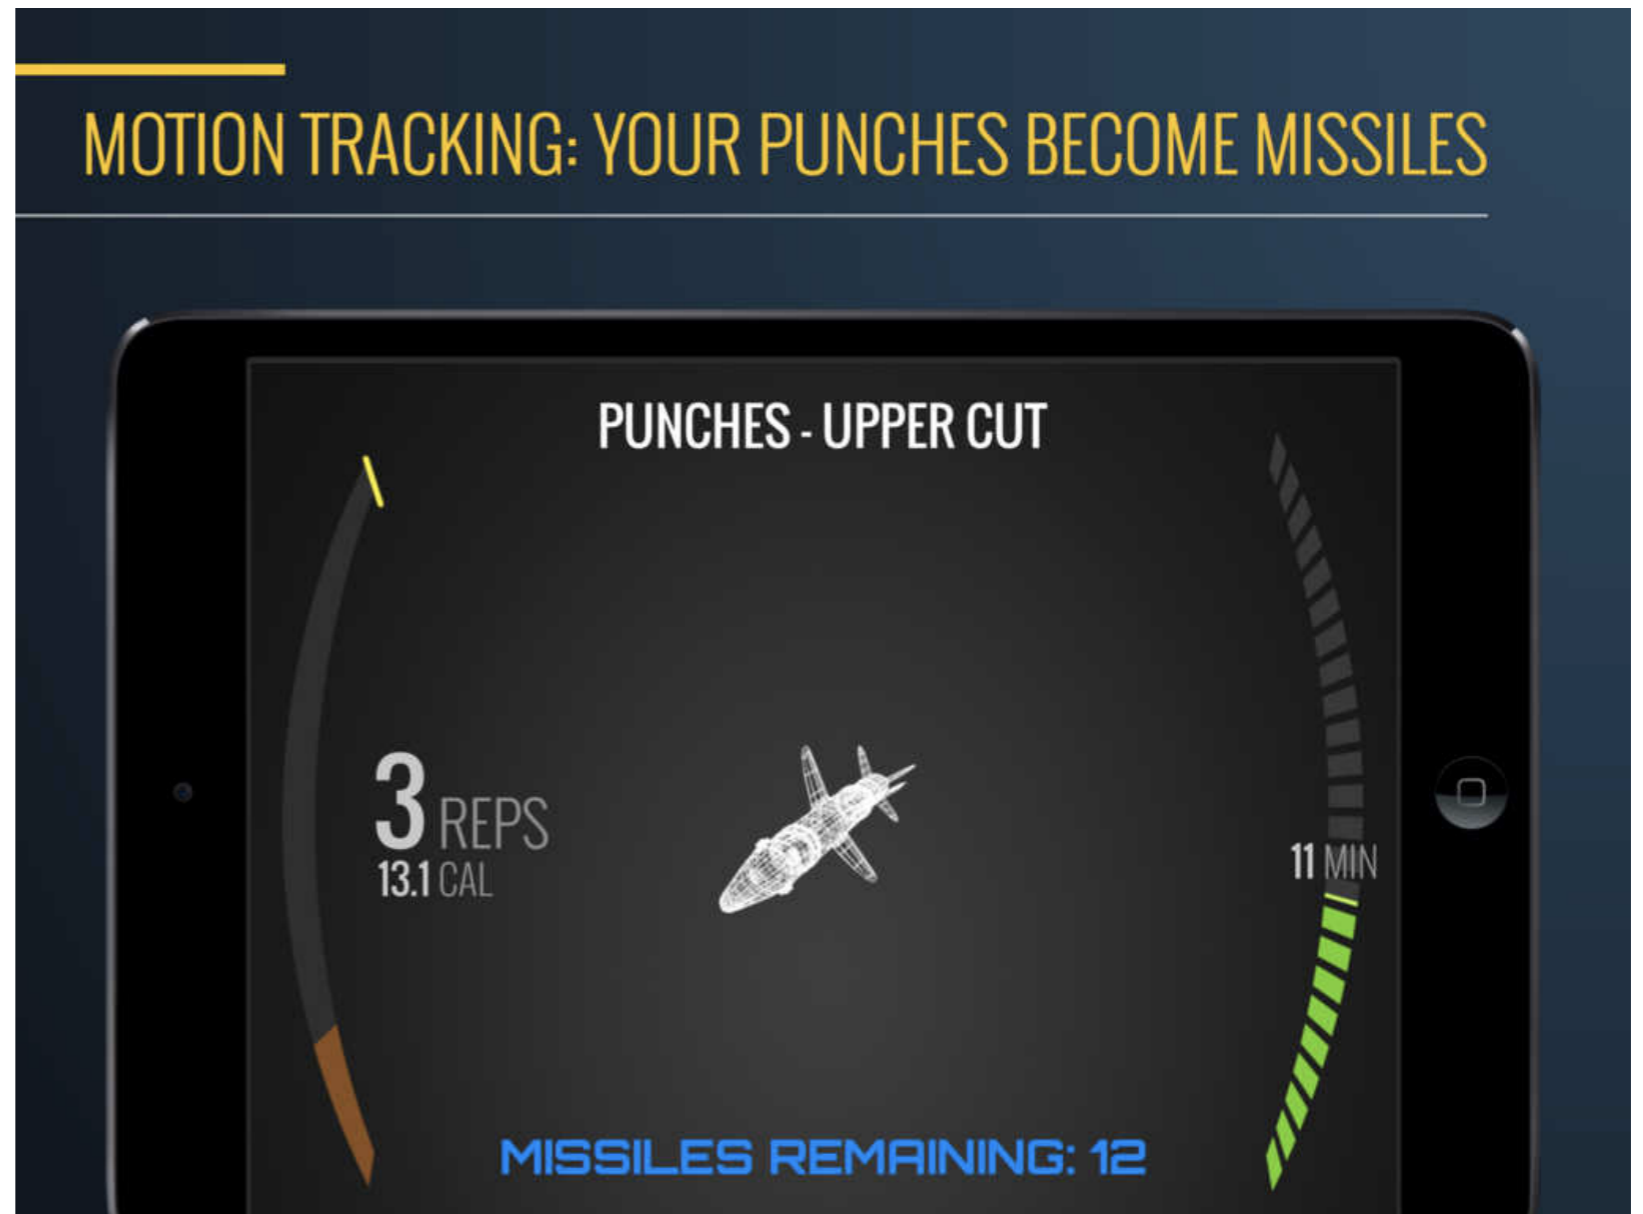 MOTION TRACKING: YOUR PUNCHES BECOME MISSILES
PUNCHES - UPPER CUT
3 REPS
13.1 CAL
11 MIN
MISSILES REMAINING: 12